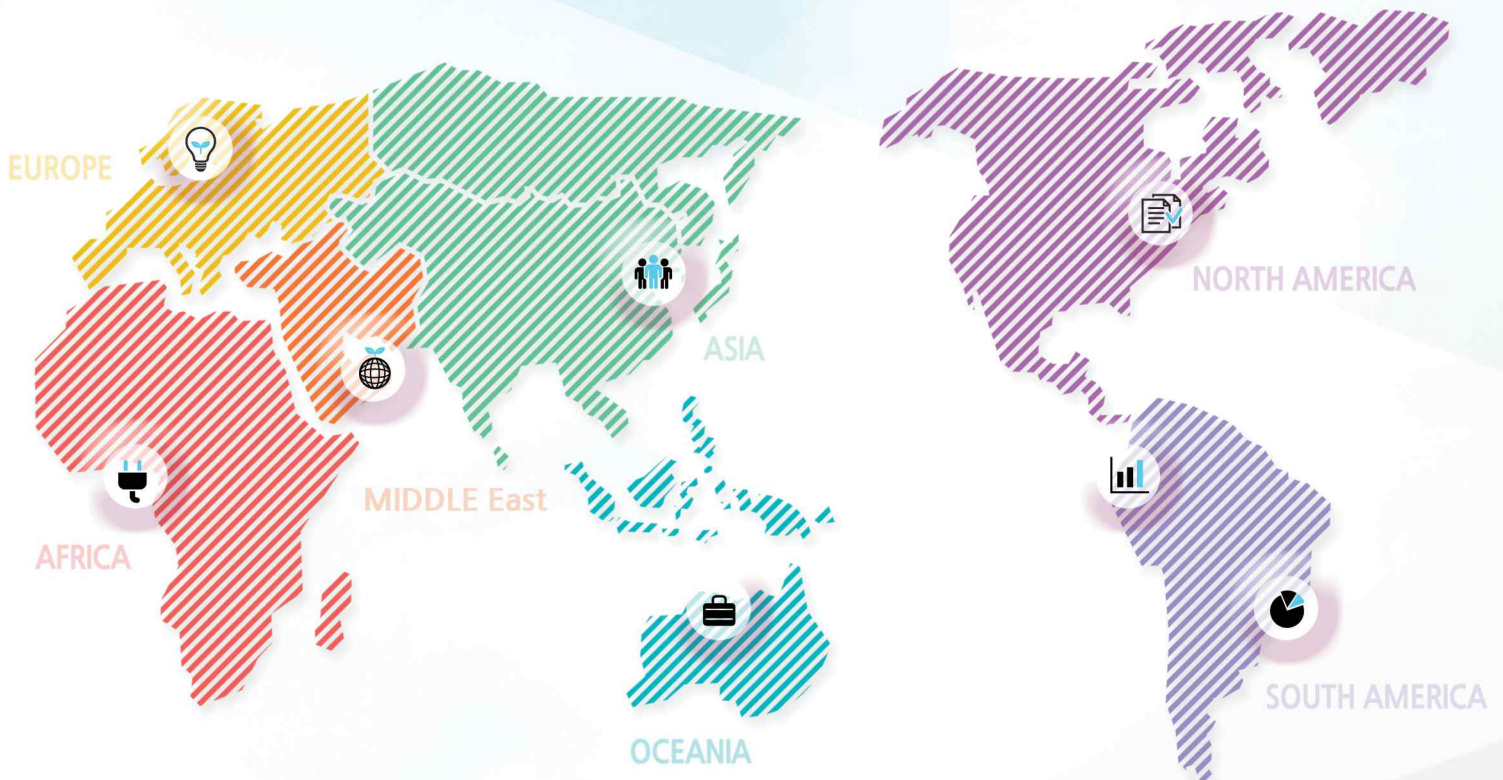 EUROPE
NORTH AMERICA
ASIA
MIDDLE East
AFRICA
SOUTH AMERICA
OCEANIA